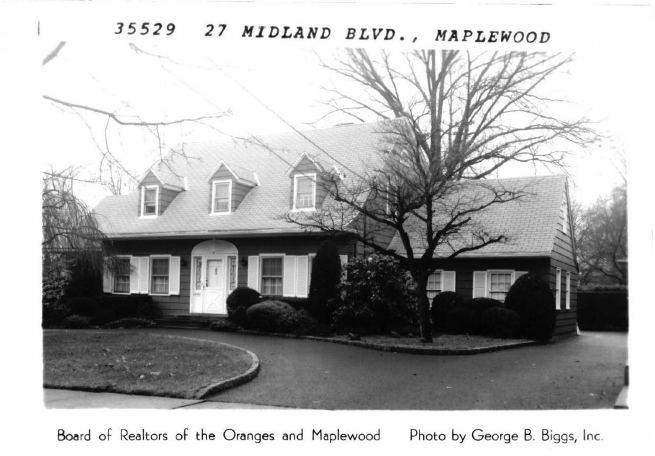 35529 27 MIDLAND BLVD., MAPLEWOOD
Board of Realtors of the Oranges and Maplewood Photo by George B. Biggs, Inc.